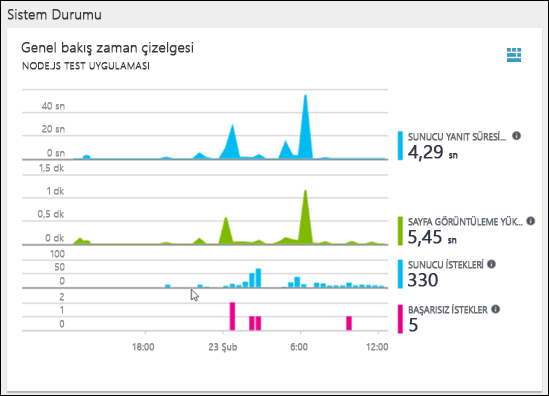 Sistem Durumu
Genel bakış zaman çizelgesi
NODE.JS TEST UYGULAMASI
40 sn
20 sn
0 sn
SUNUCU YANIT SÜRESİ...
4,29 sn
1,5 dk
1 dk
0,5 dk
0 dk
SAYFA GÖRÜNTÜLEME YÜK...
5,45 sn
100
50
0
SUNUCU İSTEKLERİ
330
2
1
0
BAŞARISIZ İSTEKLER
5
18:00
23 Şub
6:00
12:00